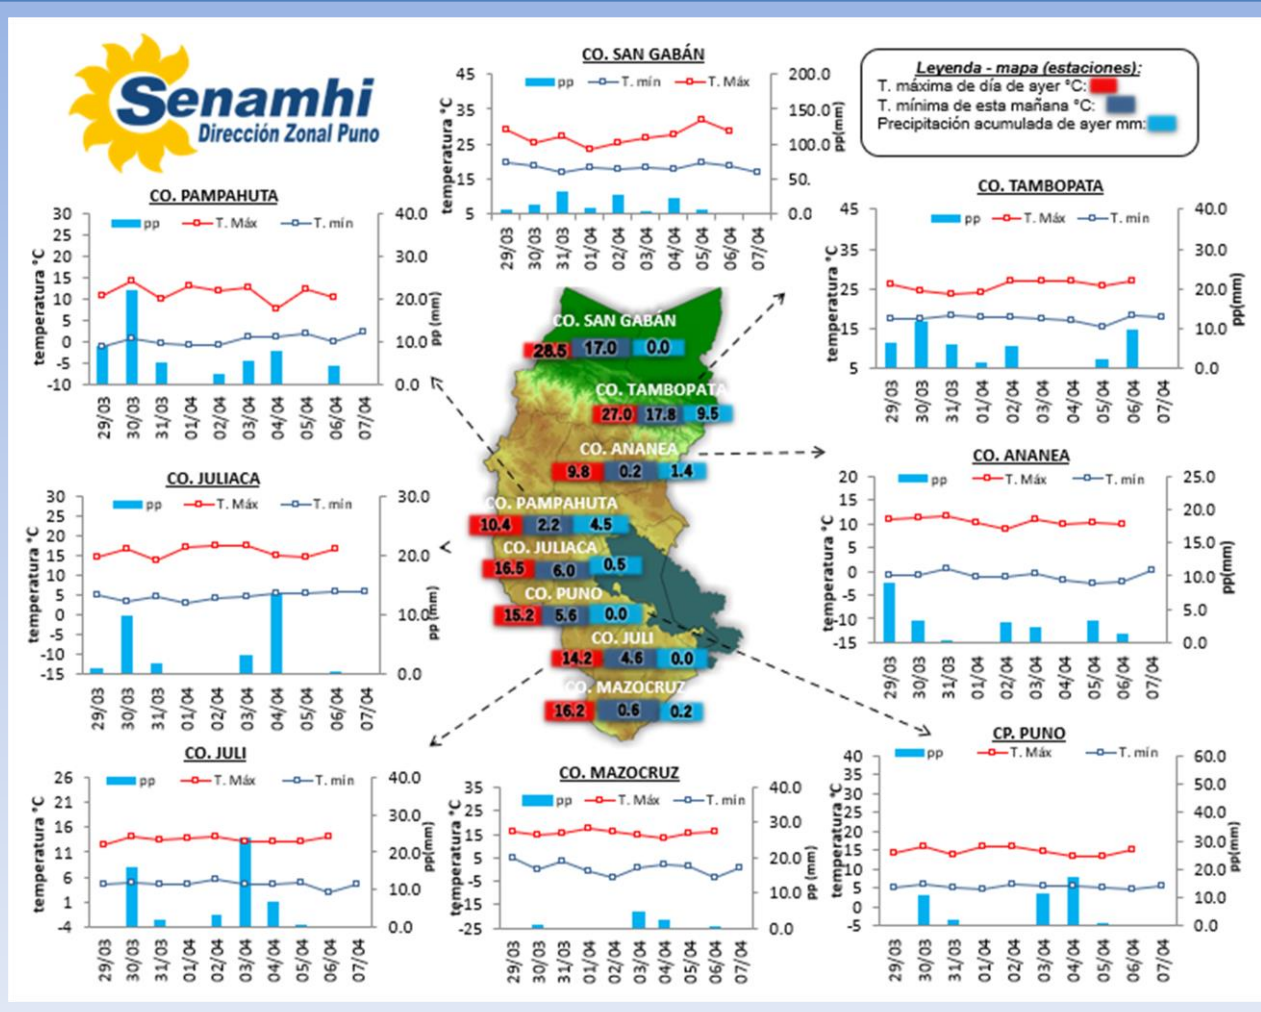 Senamhi
Dirección Zonal Puno
CO. SAN GABÁN
45
35
25
15
5
pp T. mín T. Máx
200.0
150.0
100.0
50.
0.0
temperatura °C
pp(mm)
29/03 30/03 31/03 01/04 02/04 03/04 04/04 05/04 06/04 07/04
Leyenda - mapa (estaciones):
T. máxima de día de ayer °C:
T. mínima de esta mañana °C:
Precipitación acumulada de ayer mm:
CO. PAMPAHUTA
30
25
20
15
10
5
0
-5
-10
pp T. Máx T. mín
40.0
30.0
20.0
10.0
0.0
temperatura °C
pp (mm)
29/03 30/03 31/03 01/04 02/04 03/04 04/04 05/04 06/04 07/04
CO. TAMBOPATA
45
35
25
15
5
pp T. Máx T. mín
40.0
30.0
20.0
10.0
0.0
temperatura °C
pp(mm)
29/03 30/03 31/03 01/04 02/04 03/04 04/04 05/04 06/04 07/04
CO. SAN GABÁN
28.5 17.0 0.0
CO. TAMBOPATA
27.0 17.8 9.5
CO. ANANEA
9.8 0.2 1.4
CO. PAMPAHUTA
10.4 2.2 4.5
CO. JULIACA
16.5 6.0 0.5
CO. PUNO
15.2 5.6 0.0
CO. JULI
14.2 4.6 0.0
CO. MAZOCRUZ
16.2 0.6 0.2
CO. JULIACA
30
25
20
15
10
5
0
-5
-10
-15
pp T. Máx T. mín
30.0
20.0
10.0
0.0
temperatura °C
pp (mm)
29/03 30/03 31/03 01/04 02/04 03/04 04/04 05/04 06/04 07/04
CO. ANANEA
20
15
10
5
0
-5
-10
-15
pp T. Máx T. mín
25.0
20.0
15.0
10.0
5.0
0.0
temperatura °C
pp(mm)
29/03 30/03 31/03 01/04 02/04 03/04 04/04 05/04 06/04 07/04
CO. JULI
26
21
16
11
6
1
-4
pp T. Máx T. mín
40.0
30.0
20.0
10.0
0.0
temperatura °C
pp(mm)
29/03 30/03 31/03 01/04 02/04 03/04 04/04 05/04 06/04 07/04
CO. MAZOCRUZ
35
25
15
5
-5
-15
-25
pp T. Máx T. mín
40.0
30.0
20.0
10.0
0.0
temperatura °C
pp (mm)
29/03 30/03 31/03 01/04 02/04 03/04 04/04 05/04 06/04 07/04
CP. PUNO
40
35
30
25
20
15
10
5
0
-5
pp T. Máx T. mín
60.0
50.0
40.0
30.0
20.0
10.0
0.0
temperatura °C
pp(mm)
29/03 30/03 31/03 01/04 02/04 03/04 04/04 05/04 06/04 07/04